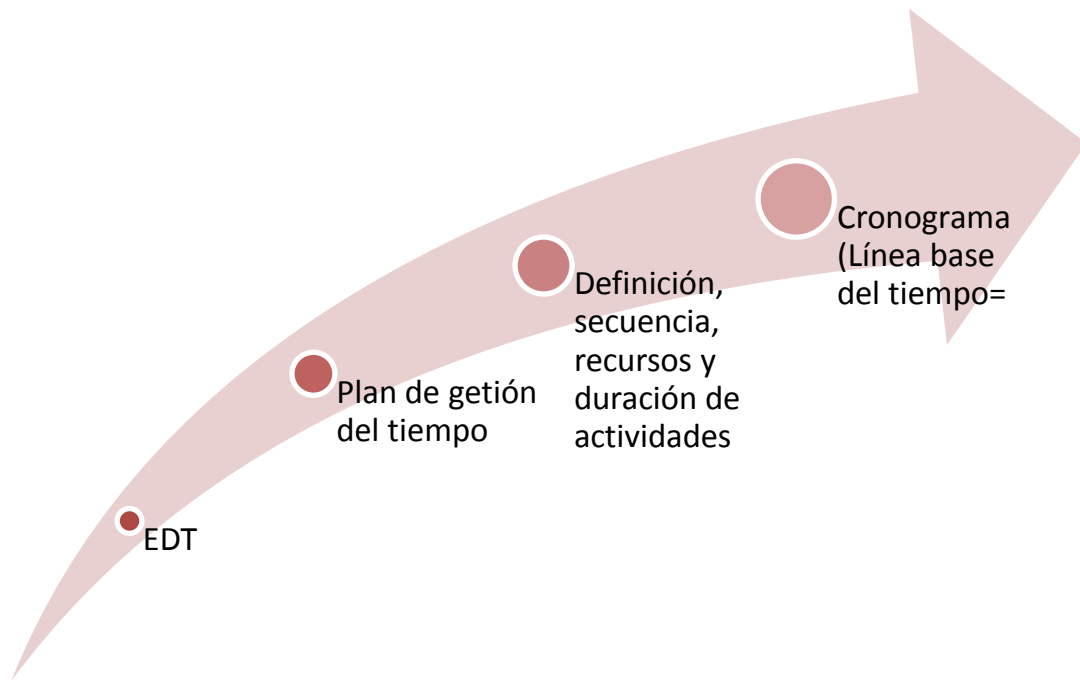 EDT
Plan de getión
del tiempo
Definición,
secuencia,
recursos y
duración de
actividades
Cronograma
(Línea base
del tiempo=